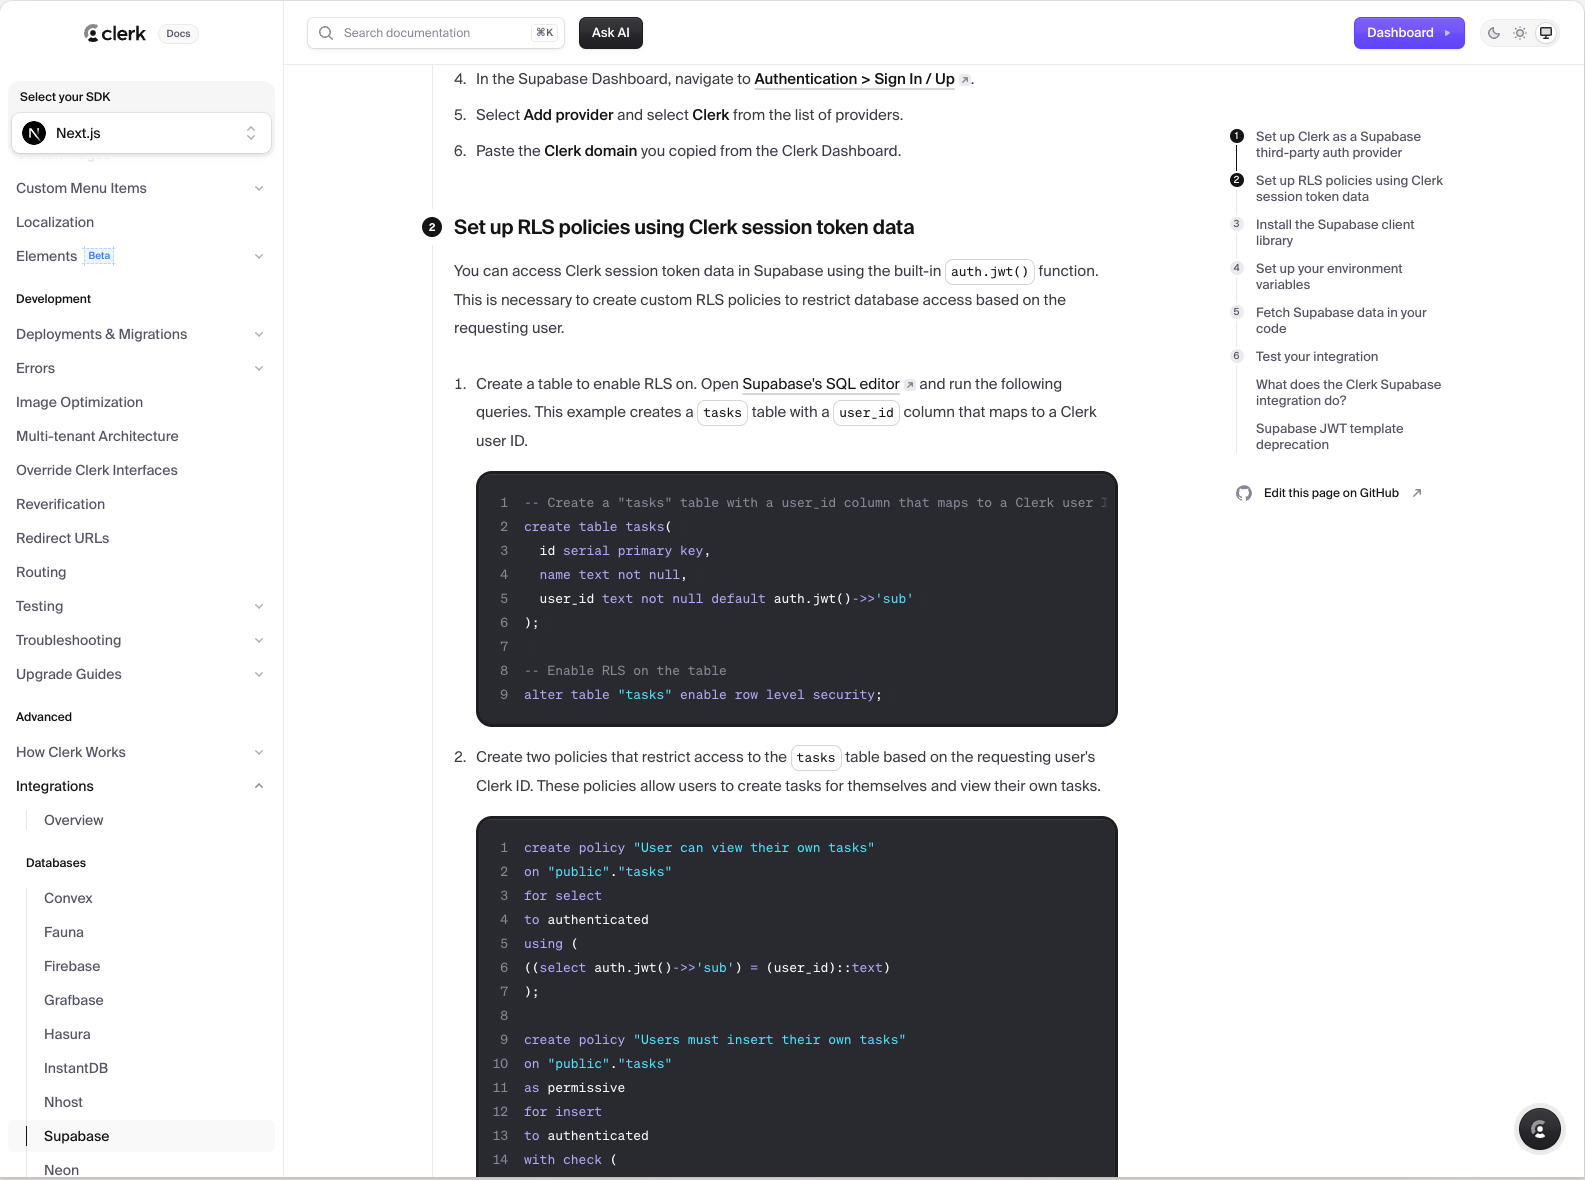 clerk Docs
Search documentation ⌘K
Ask AI
Dashboard
Select your SDK
Next.js
Custom Menu Items
Localization
Elements Beta
Development
Deployments & Migrations
Errors
Image Optimization
Multi-tenant Architecture
Override Clerk Interfaces
Reverification
Redirect URLs
Routing
Testing
Troubleshooting
Upgrade Guides
Advanced
How Clerk Works
Integrations
Overview
Databases
Convex
Fauna
Firebase
Grafbase
Hasura
InstantDB
Nhost
Supabase
Neon
4. In the Supabase Dashboard, navigate to Authentication > Sign In / Up ↗.
5. Select Add provider and select Clerk from the list of providers.
6. Paste the Clerk domain you copied from the Clerk Dashboard.
2 Set up RLS policies using Clerk session token data
You can access Clerk session token data in Supabase using the built-in auth.jwt() function.
This is necessary to create custom RLS policies to restrict database access based on the
requesting user.
1. Create a table to enable RLS on. Open Supabase's SQL editor ↗ and run the following
queries. This example creates a tasks table with a user_id column that maps to a Clerk
user ID.
1 -- Create a "tasks" table with a user_id column that maps to a Clerk user
2 create table tasks(
3   id serial primary key,
4   name text not null,
5   user_id text not null default auth.jwt()->>'sub'
6 );
7
8 -- Enable RLS on the table
9 alter table "tasks" enable row level security;
2. Create two policies that restrict access to the tasks table based on the requesting user's
Clerk ID. These policies allow users to create tasks for themselves and view their own tasks.
1 create policy "User can view their own tasks"
2 on "public"."tasks"
3 for select
4 to authenticated
5 using (
6 ((select auth.jwt()->>'sub') = (user_id)::text)
7 );
8
9 create policy "Users must insert their own tasks"
10 on "public"."tasks"
11 as permissive
12 for insert
13 to authenticated
14 with check (
1 Set up Clerk as a Supabase
third-party auth provider
2 Set up RLS policies using Clerk
session token data
3 Install the Supabase client
library
4 Set up your environment
variables
5 Fetch Supabase data in your
code
6 Test your integration
What does the Clerk Supabase
integration do?
Supabase JWT template
deprecation
Edit this page on GitHub ↗